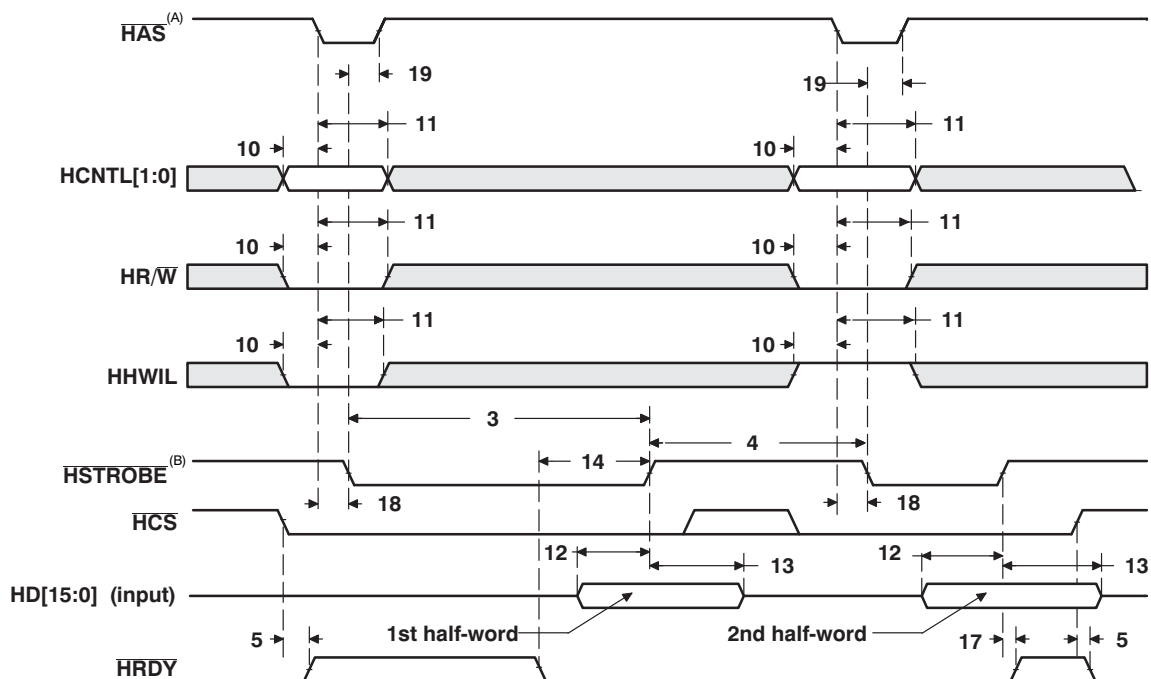 HAS (A)
19
19
11
11
10
10
HCNTL[1:0]
11
11
10
10
HR/W
11
11
10
10
HHWIL
3
4
14
HSTROBE (B)
18
18
HCS
12
13
12
13
HD[15:0] (input)
1st half-word
2nd half-word
5
17
5
HRDY